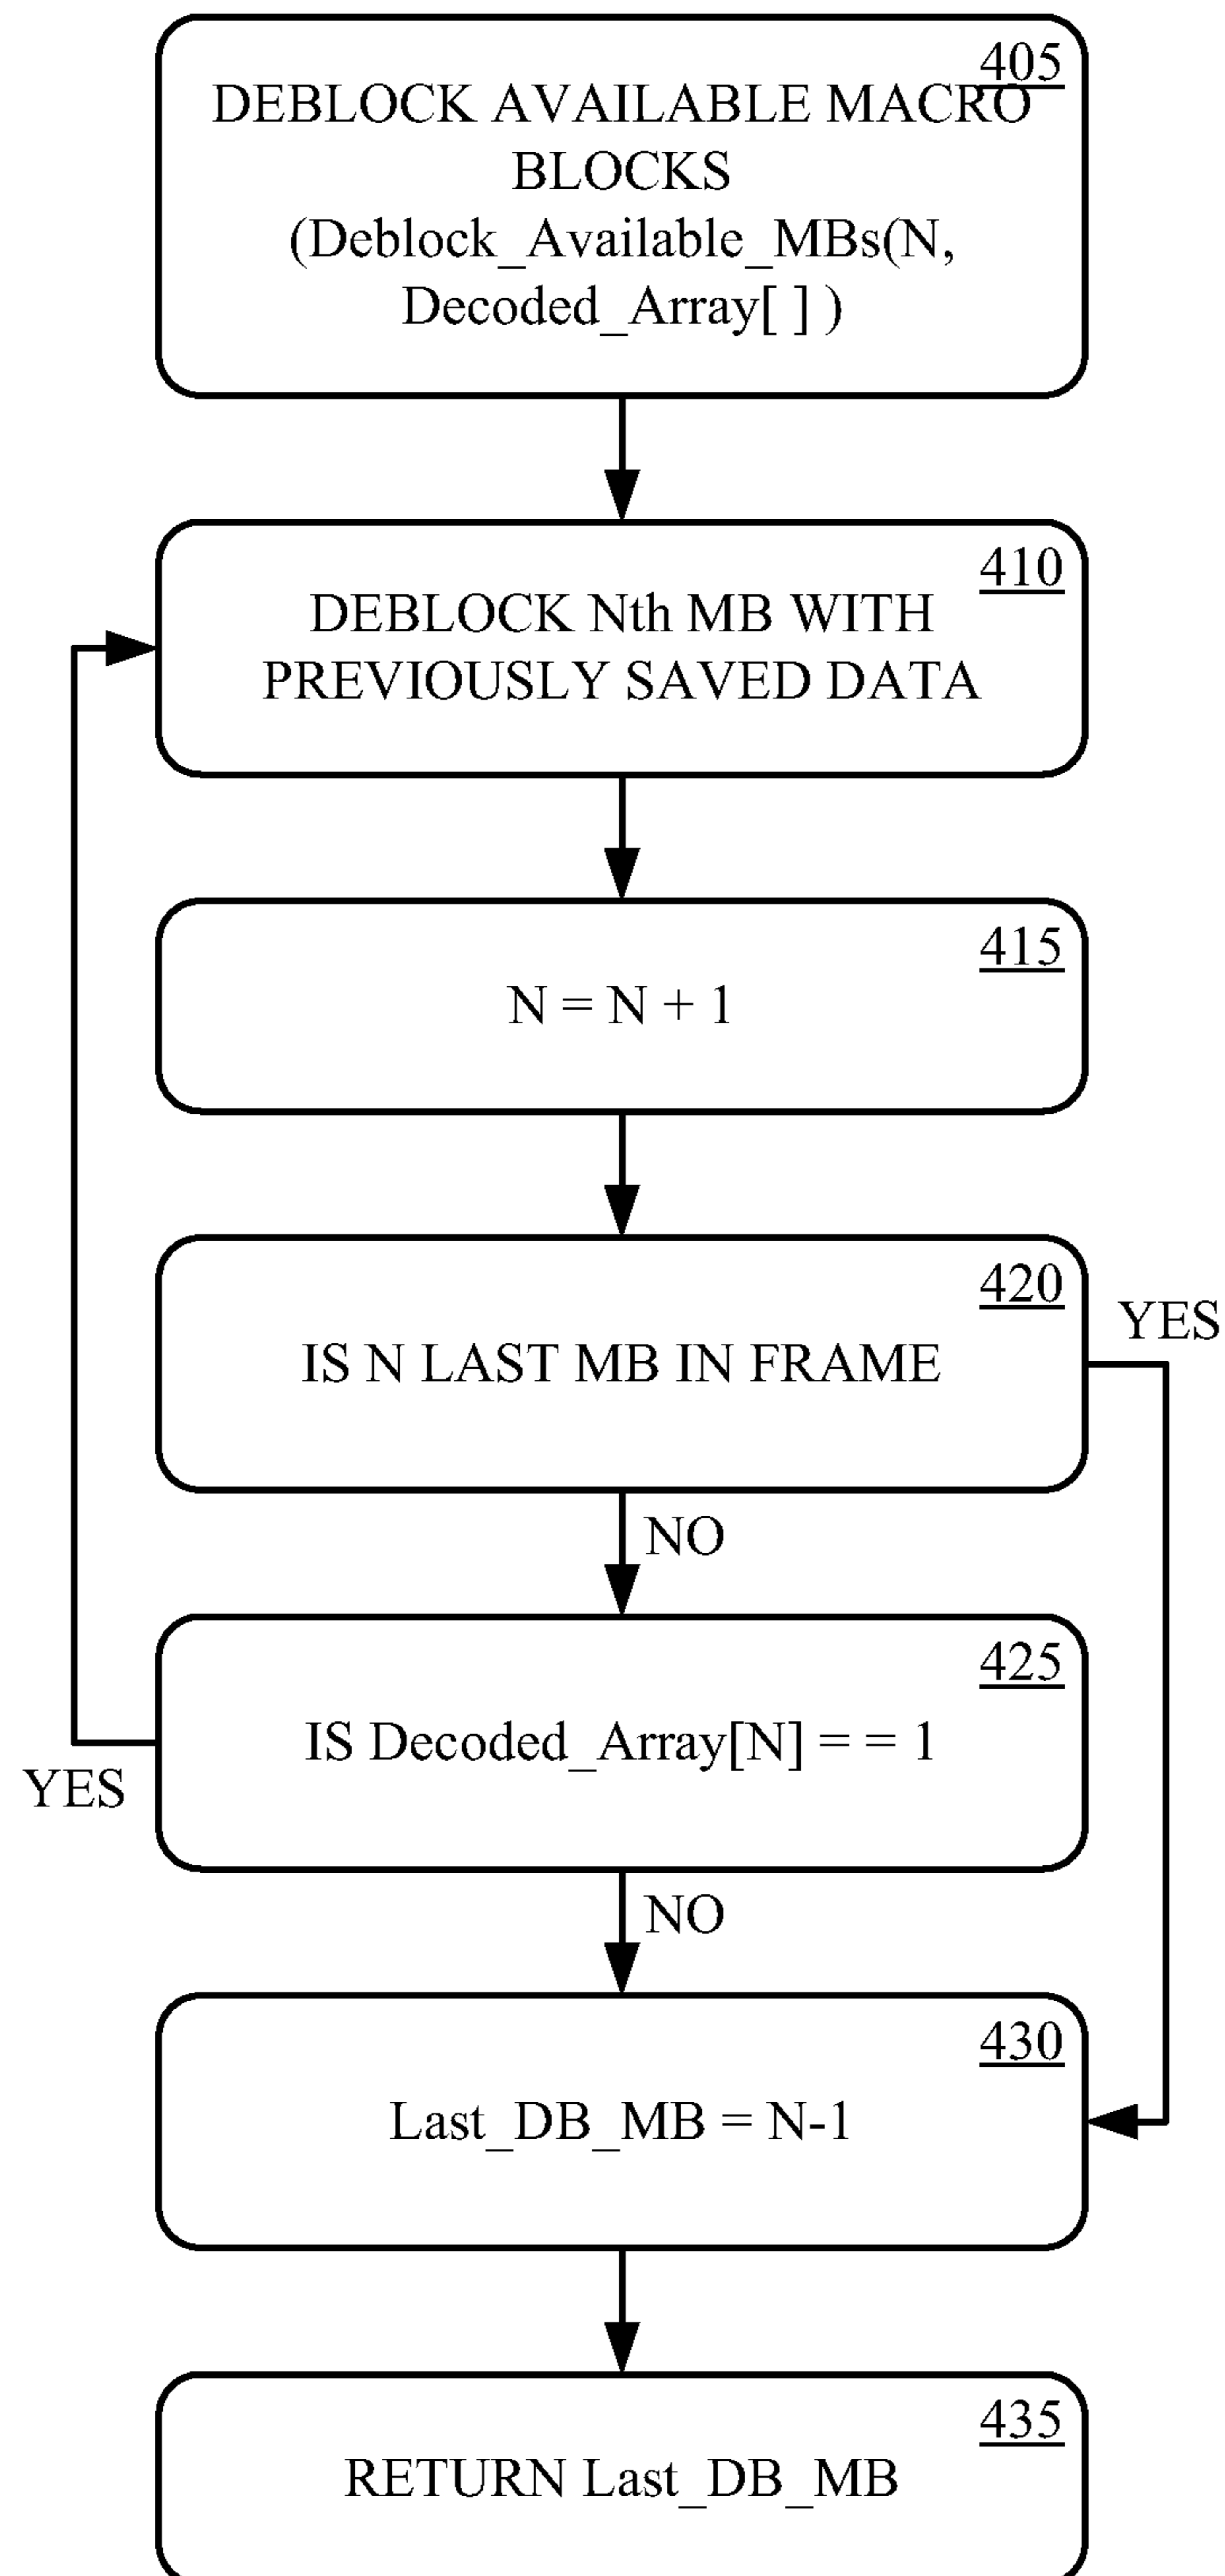 405
DEBLOCK AVAILABLE MACRO
BLOCKS
(Deblock_Available_MBs(N,
Decoded_Array[ ] )
410
DEBLOCK Nth MB WITH
PREVIOUSLY SAVED DATA
415
N = N + 1
420
YES
IS N LAST MB IN FRAME
NO
425
IS Decoded_Array[N] = = 1
YES
NO
430
Last_DB_MB = N-1
435
RETURN Last_DB_MB